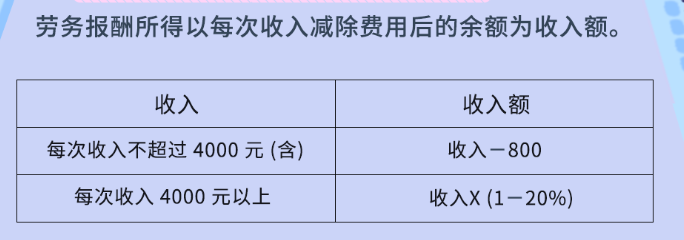 劳务报酬所得以每次收入减除费用后的余额为收入额。
收入 收入额
每次收入不超过 4000 元 (含) 收入－800
每次收入 4000 元以上 收入X (1－20%)